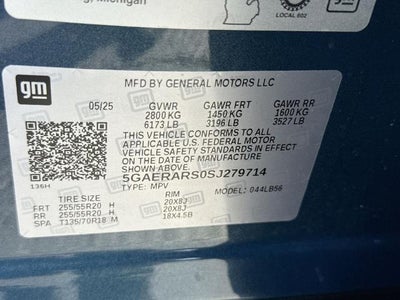 g, Michigan
LOCAL 602
gm
MFD BY GENERAL MOTORS LLC
05/25 GVWR GAWR FRT GAWR RR
2800 KG 1450 KG 1600 KG
6173 LB 3196 LB 3527 LB
THIS VEHICLE CONFORMS TO ALL
APPLICABLE U.S. FEDERAL MOTOR
VEHICLE SAFETY STANDARDS IN
EFFECT ON THE DATE OF
MANUFACTURE SHOWN ABOVE.
136H
5GAERARS0SJ279714
TYPE: MPV MODEL: 044LB56
TIRE SIZE RIM
FRT 255/55R20 H 20X8J
RR 255/55R20 H 20X8J
SPA T135/70R18 M 18X4.5B